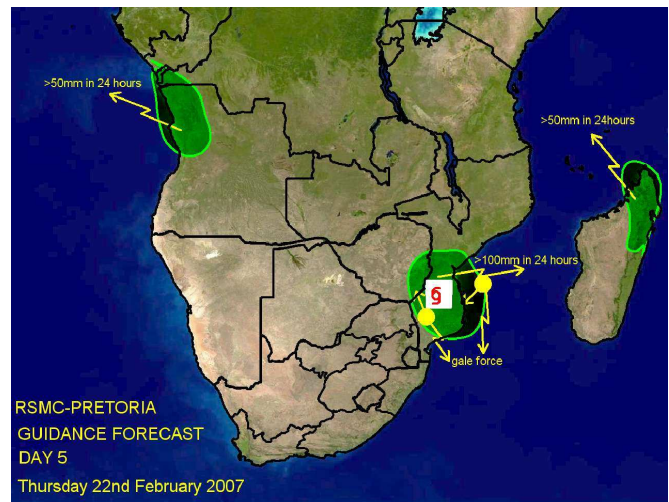 >50mm in 24 hours
>50mm in 24hours
>100mm in 24 hours
gale force
RSMC-PRETORIA
GUIDANCE FORECAST
DAY 5
Thursday 22nd February 2007